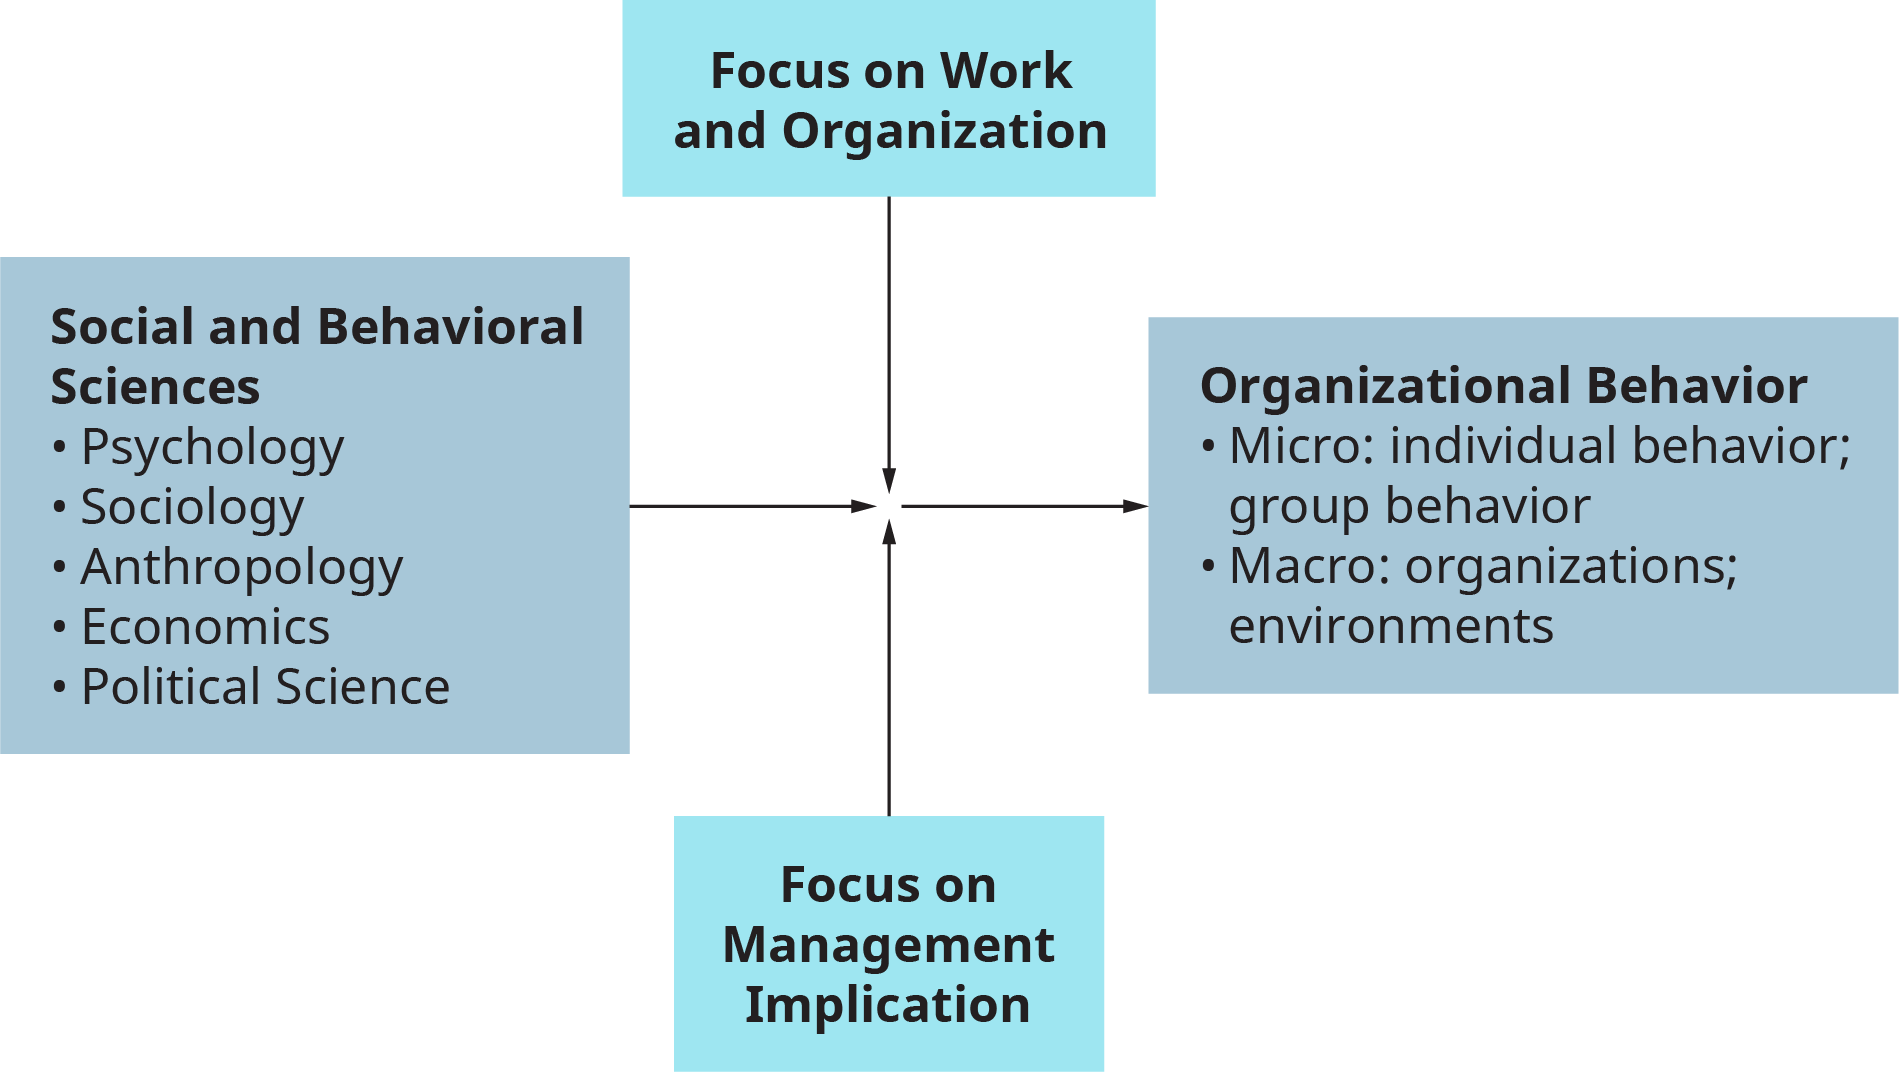 Focus on Work
and Organization
Social and Behavioral
Sciences
• Psychology
• Sociology
• Anthropology
• Economics
• Political Science
Organizational Behavior
• Micro: individual behavior;
group behavior
• Macro: organizations;
environments
Focus on
Management
Implication